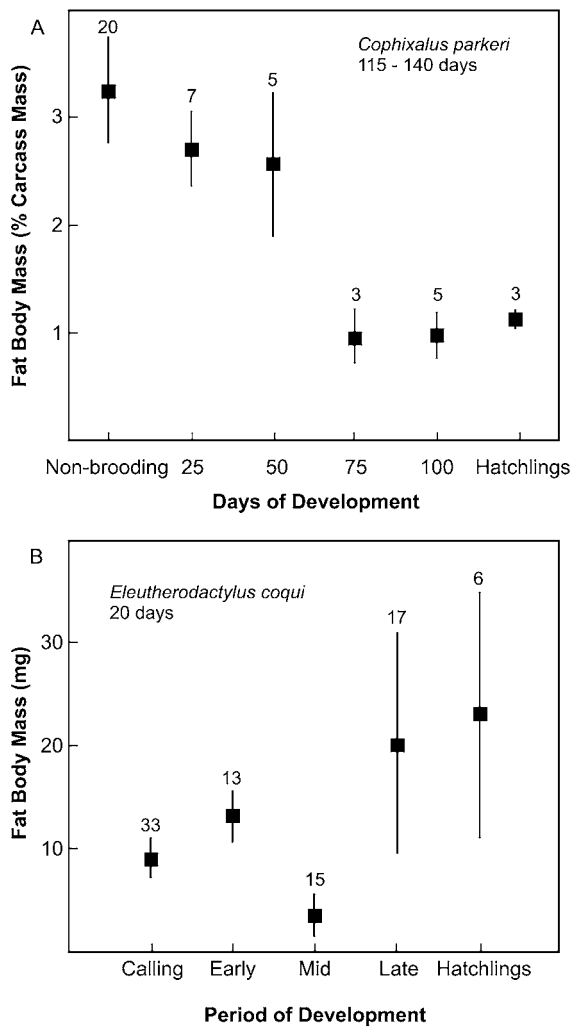 A
20
Cophixalus parkeri
115 - 140 days
7
5
3
2
1
3
5
3
Fat Body Mass (% Carcass Mass)
Non-brooding 25 50 75 100 Hatchlings
Days of Development
B
Eleutherodactylus coqui
20 days
6
17
30
20
10
13
33
15
Fat Body Mass (mg)
Calling Early Mid Late Hatchlings
Period of Development